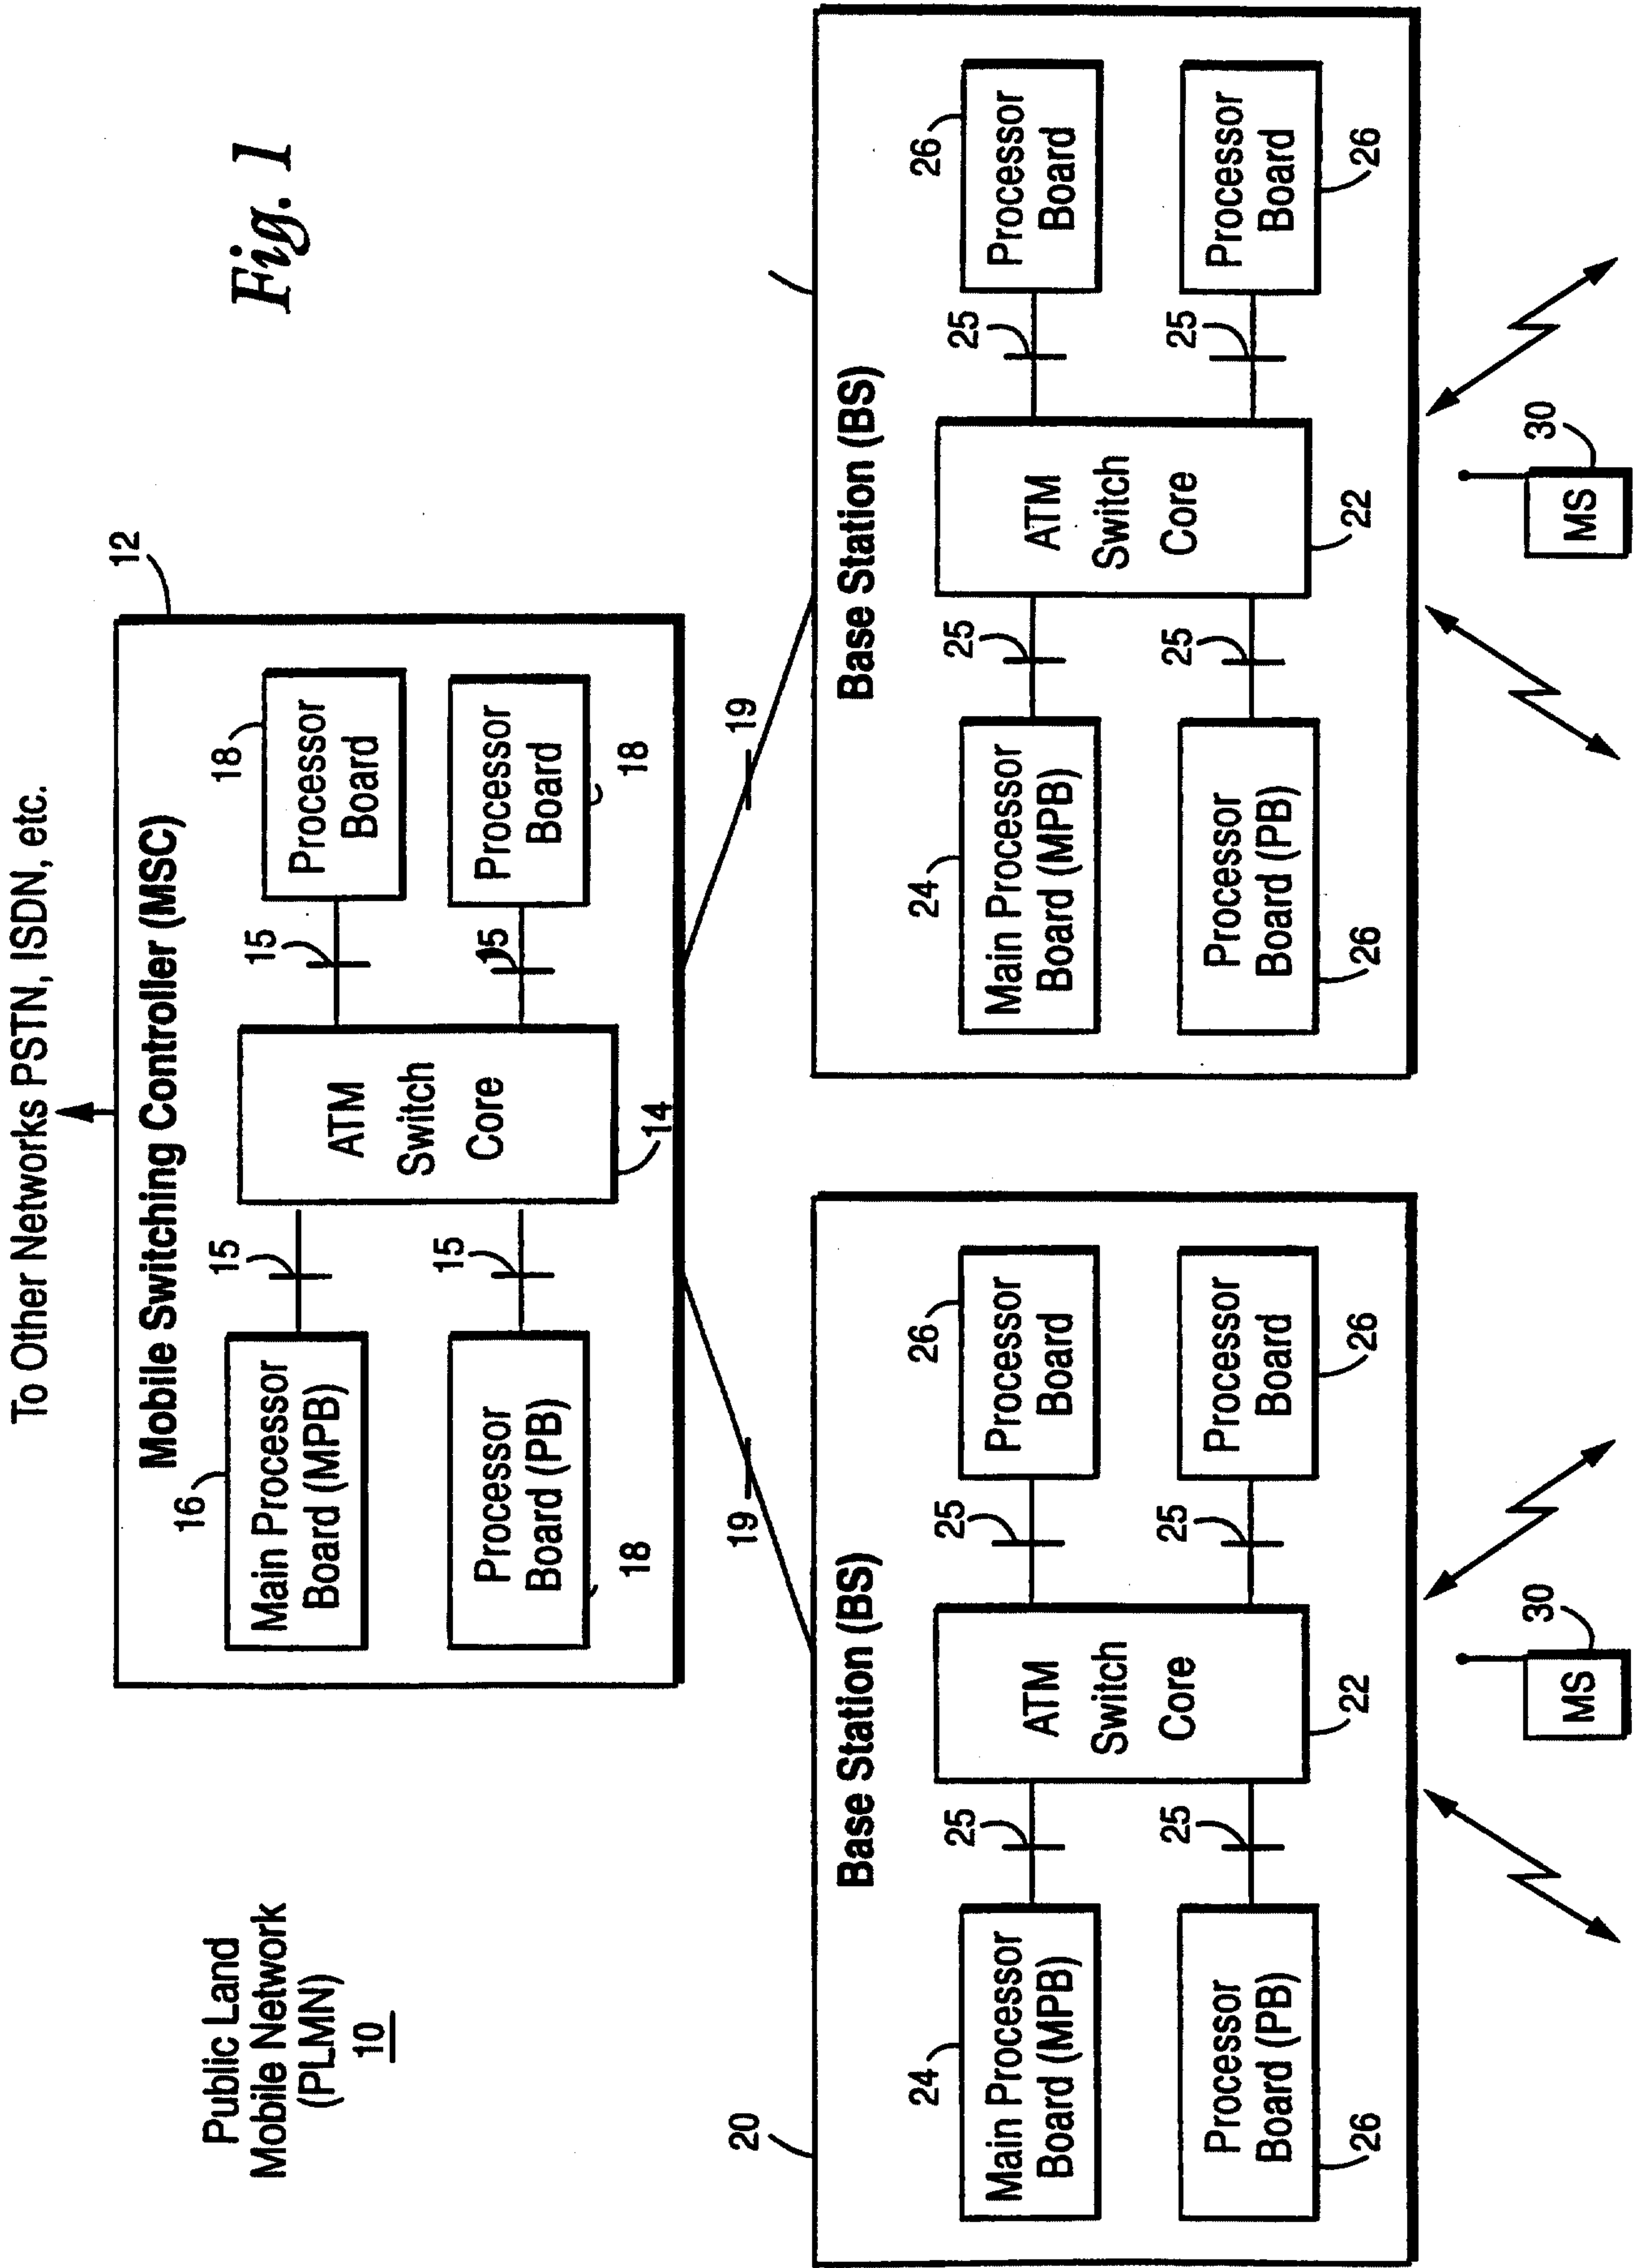 To Other Networks PSTN, ISDN, etc.
Fig. 1
Public Land
Mobile Network
(PLMN)
10
12
Mobile Switching Controller (MSC)
16
Main Processor
Board (MPB)
15
ATM
Switch
Core
14
15
18
Processor
Board
Processor
Board (PB)
18
15
15
Processor
Board
18
19
19
20
Base Station (BS)
24
Main Processor
Board (MPB)
25
ATM
Switch
Core
22
25
26
Processor
Board
Processor
Board (PB)
26
25
25
Processor
Board
26
30
MS
Base Station (BS)
24
Main Processor
Board (MPB)
25
ATM
Switch
Core
22
25
26
Processor
Board
Processor
Board (PB)
26
25
25
Processor
Board
26
30
MS